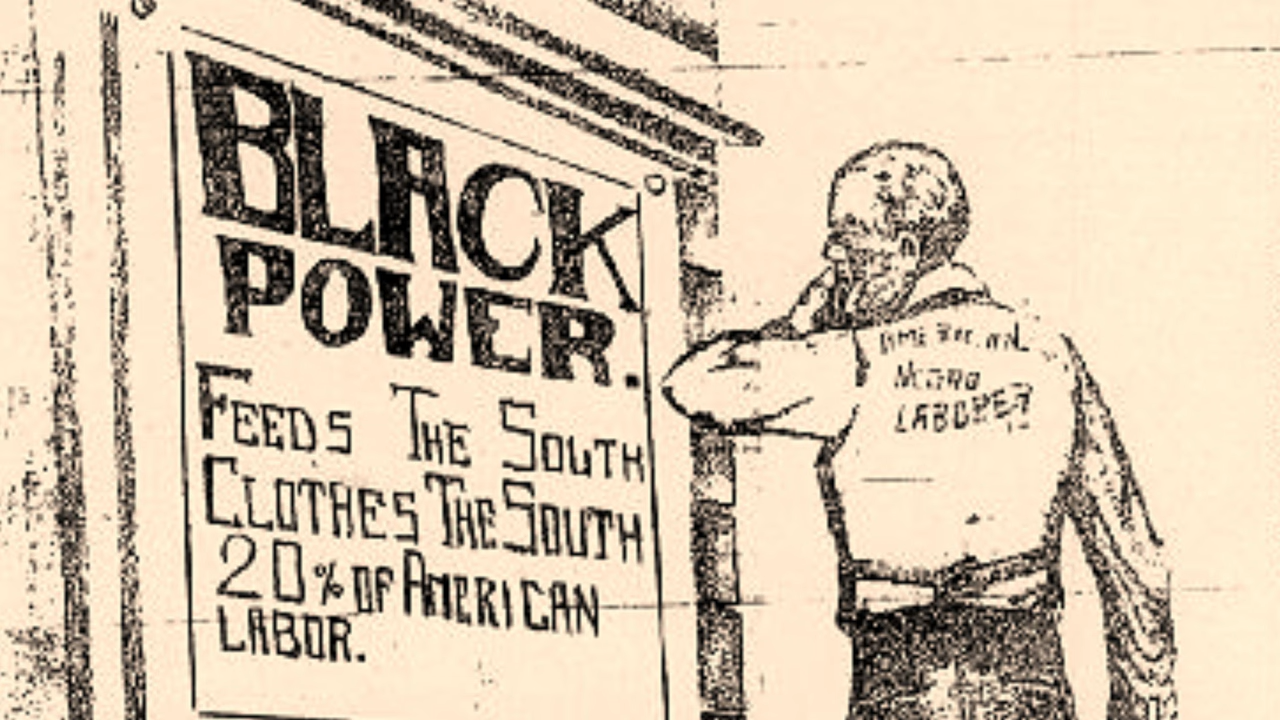 BLACK
POWER.
FEEDS THE SOUTH
CLOTHES THE SOUTH
20% OF AMERICAN
LABOR.
NEGRO
LABORER